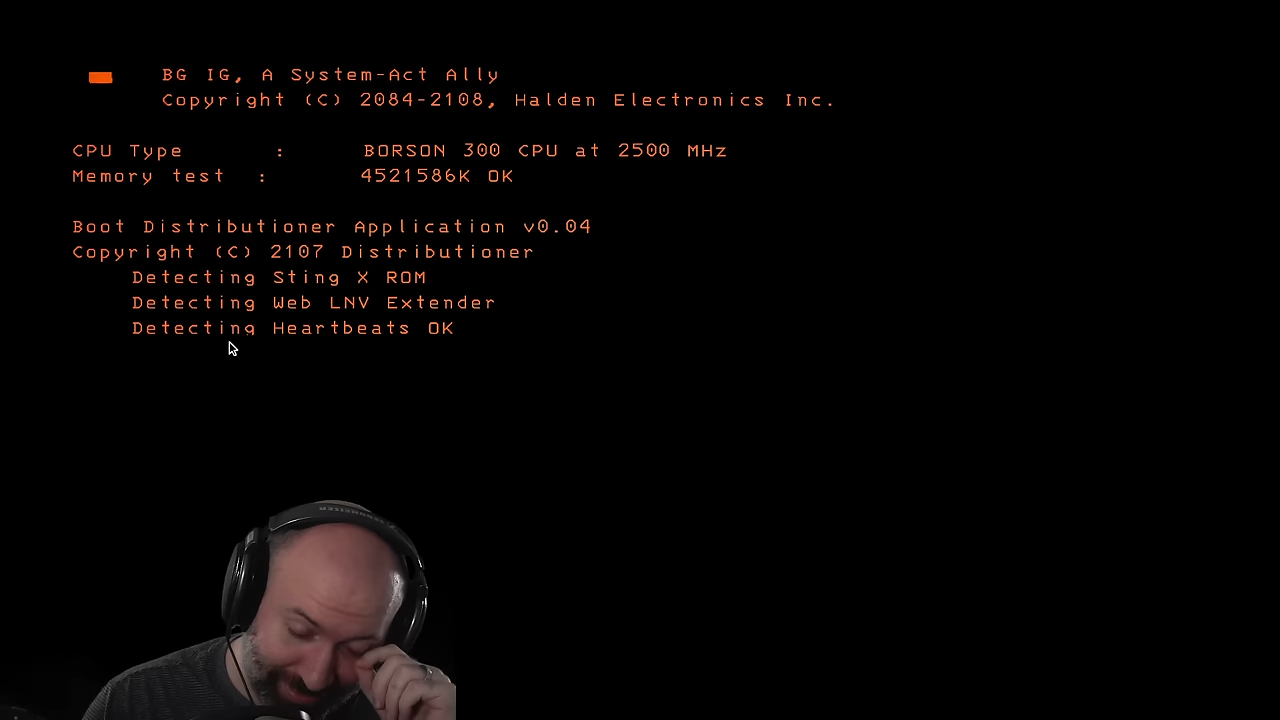 BG IG, A System-Act Ally
Copyright (C) 2084-2108, Halden Electronics Inc.
CPU Type : BORSON 300 CPU at 2500 MHz
Memory test : 4521586K OK
Boot Distributioner Application v0.04
Copyright (C) 2107 Distributioner
Detecting Sting X ROM
Detecting Web LNV Extender
Detecting Heartbeats OK
SENNHEISER